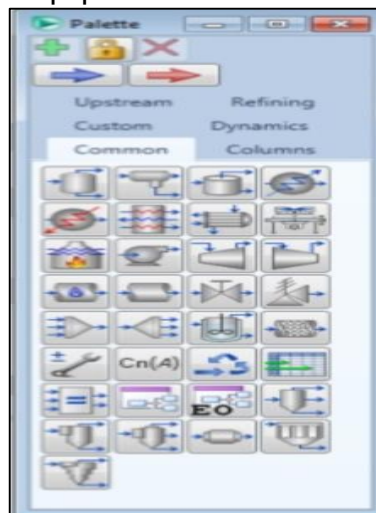 Palette
Upstream Refining
Custom Dynamics
Common Columns
Cn(A)
EO